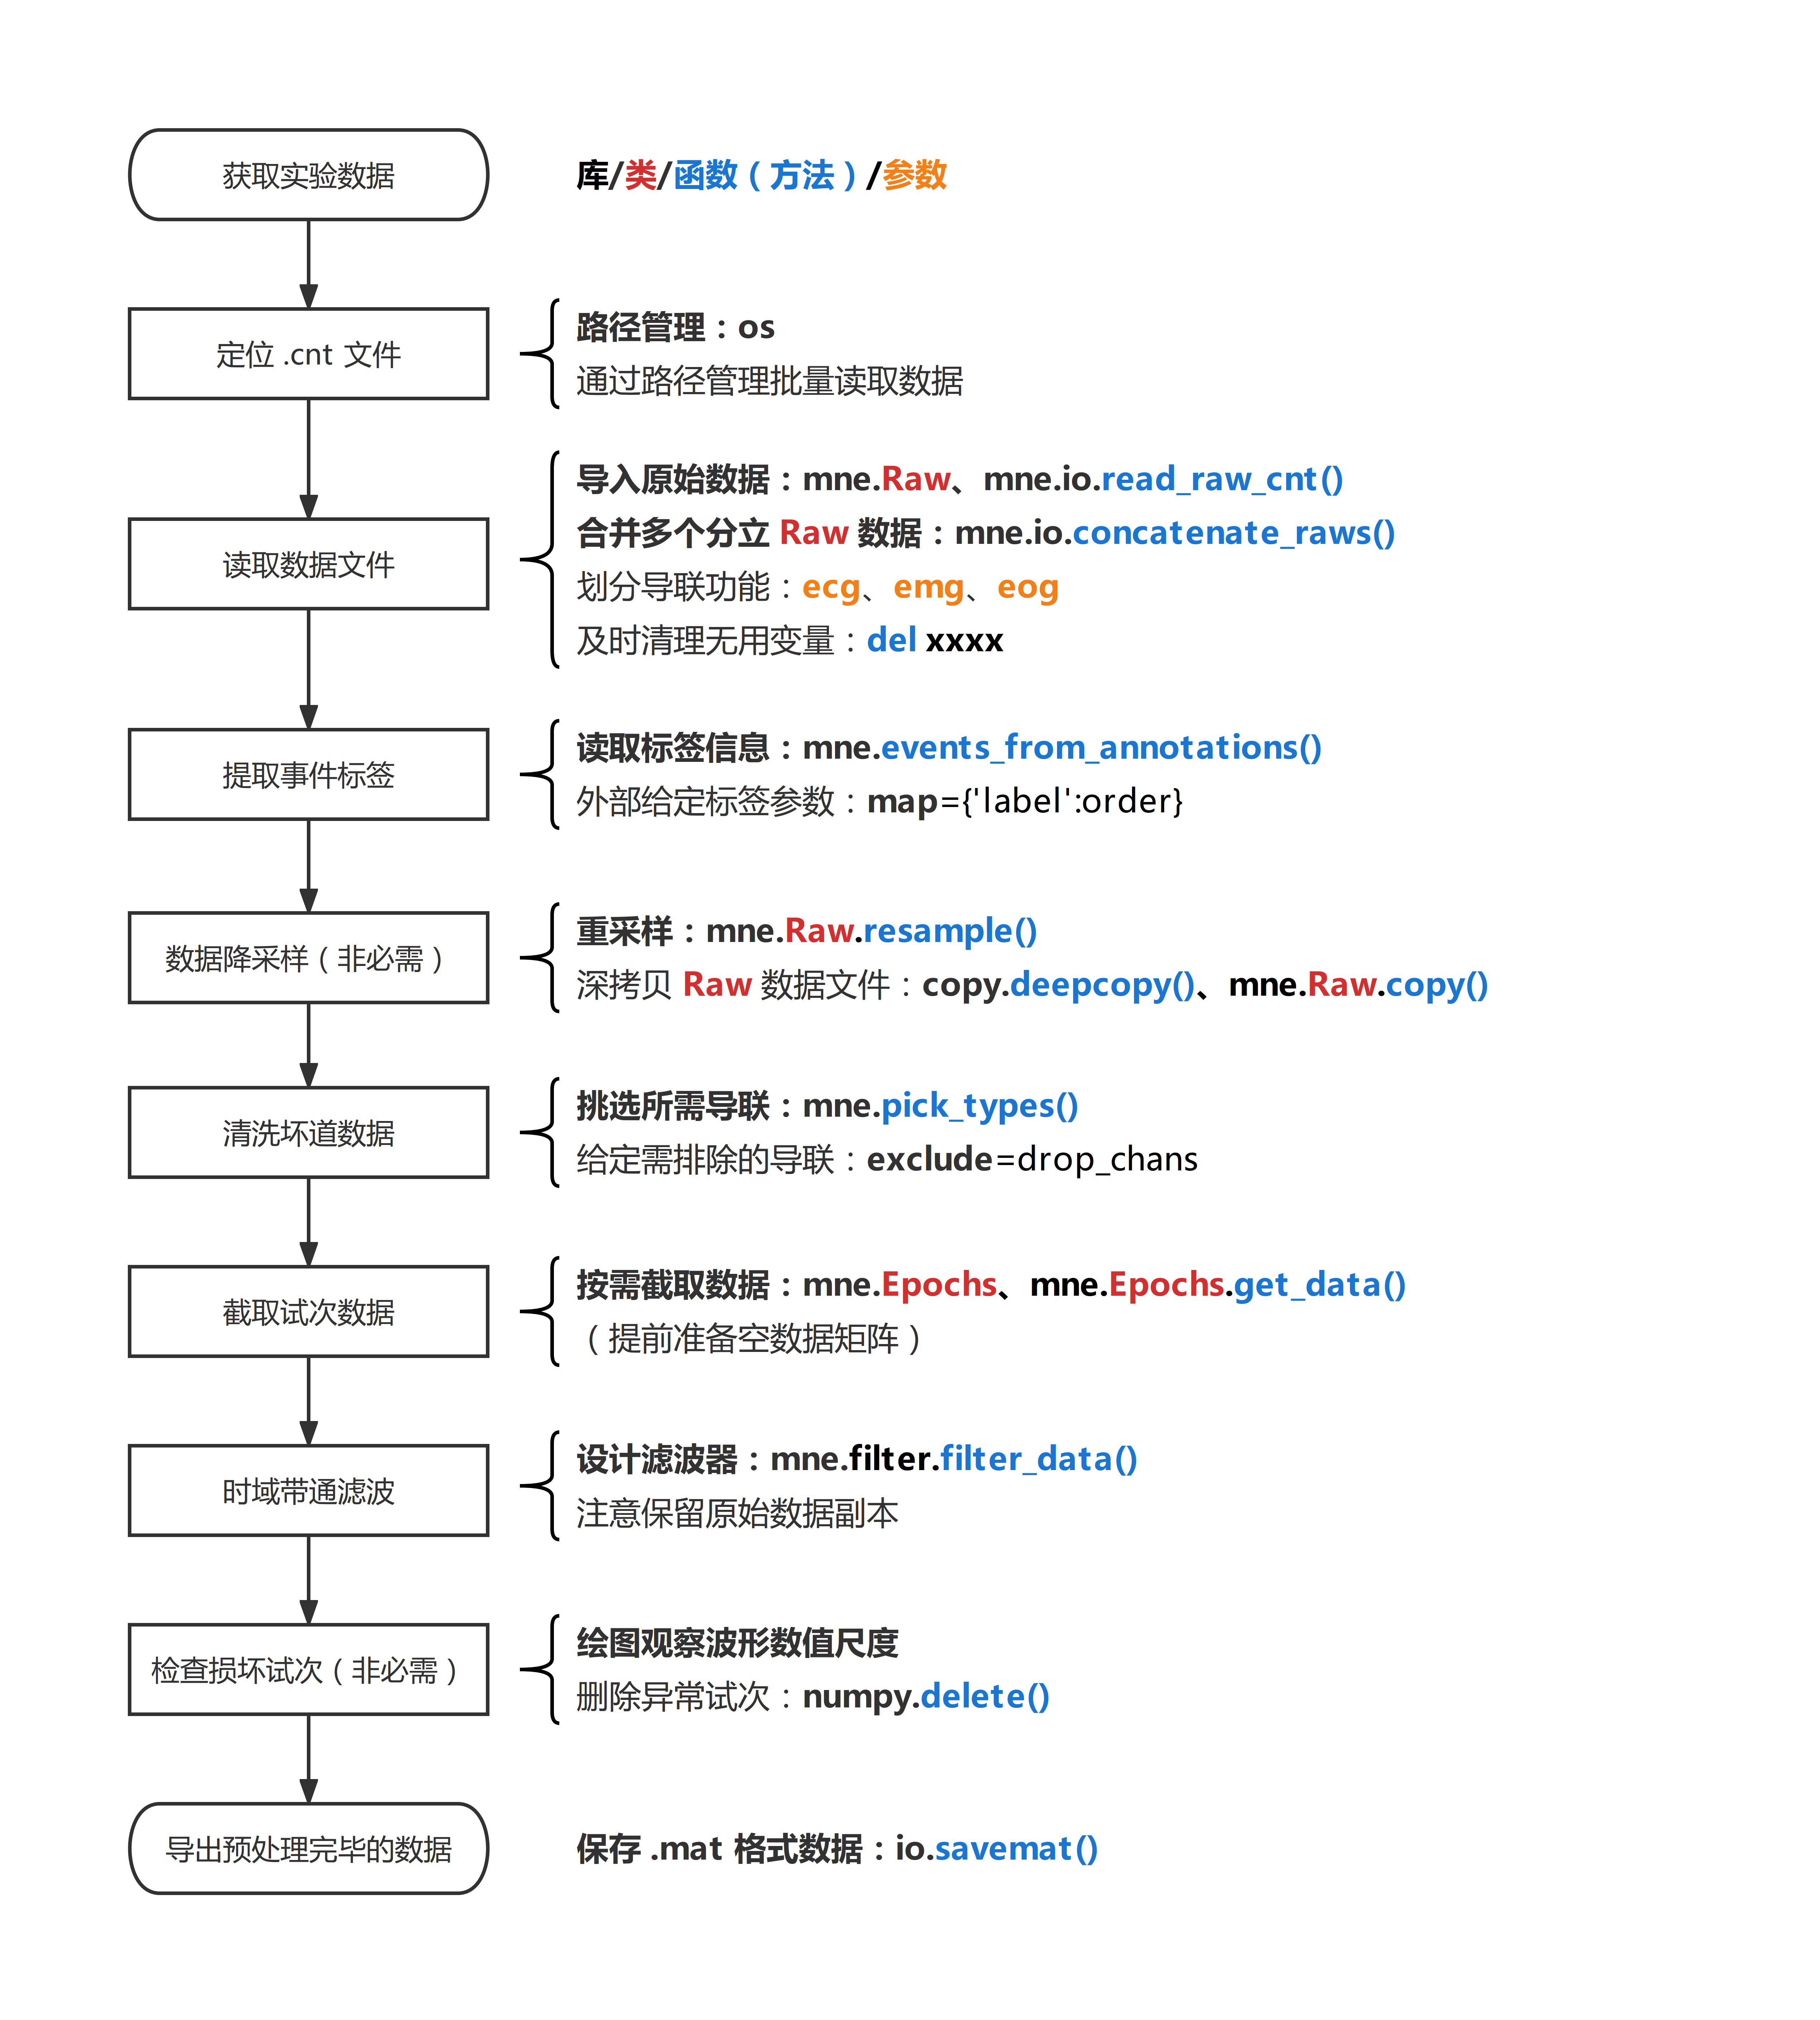 获取实验数据
库/类/函数（方法）/参数
定位 .cnt 文件
路径管理：os
通过路径管理批量读取数据
读取数据文件
导入原始数据：mne.Raw、mne.io.read_raw_cnt()
合并多个分立 Raw 数据：mne.io.concatenate_raws()
划分导联功能：ecg、emg、eog
及时清理无用变量：del xxxx
提取事件标签
读取标签信息：mne.events_from_annotations()
外部给定标签参数：map={'label':order}
数据降采样（非必需）
重采样：mne.Raw.resample()
深拷贝 Raw 数据文件：copy.deepcopy()、mne.Raw.copy()
清洗坏道数据
挑选所需导联：mne.pick_types()
给定需排除的导联：exclude=drop_chans
截取试次数据
按需截取数据：mne.Epochs、mne.Epochs.get_data()
（提前准备空数据矩阵）
时域带通滤波
设计滤波器：mne.filter.filter_data()
注意保留原始数据副本
检查损坏试次（非必需）
绘图观察波形数值尺度
删除异常试次：numpy.delete()
导出预处理完毕的数据
保存 .mat 格式数据：io.savemat()